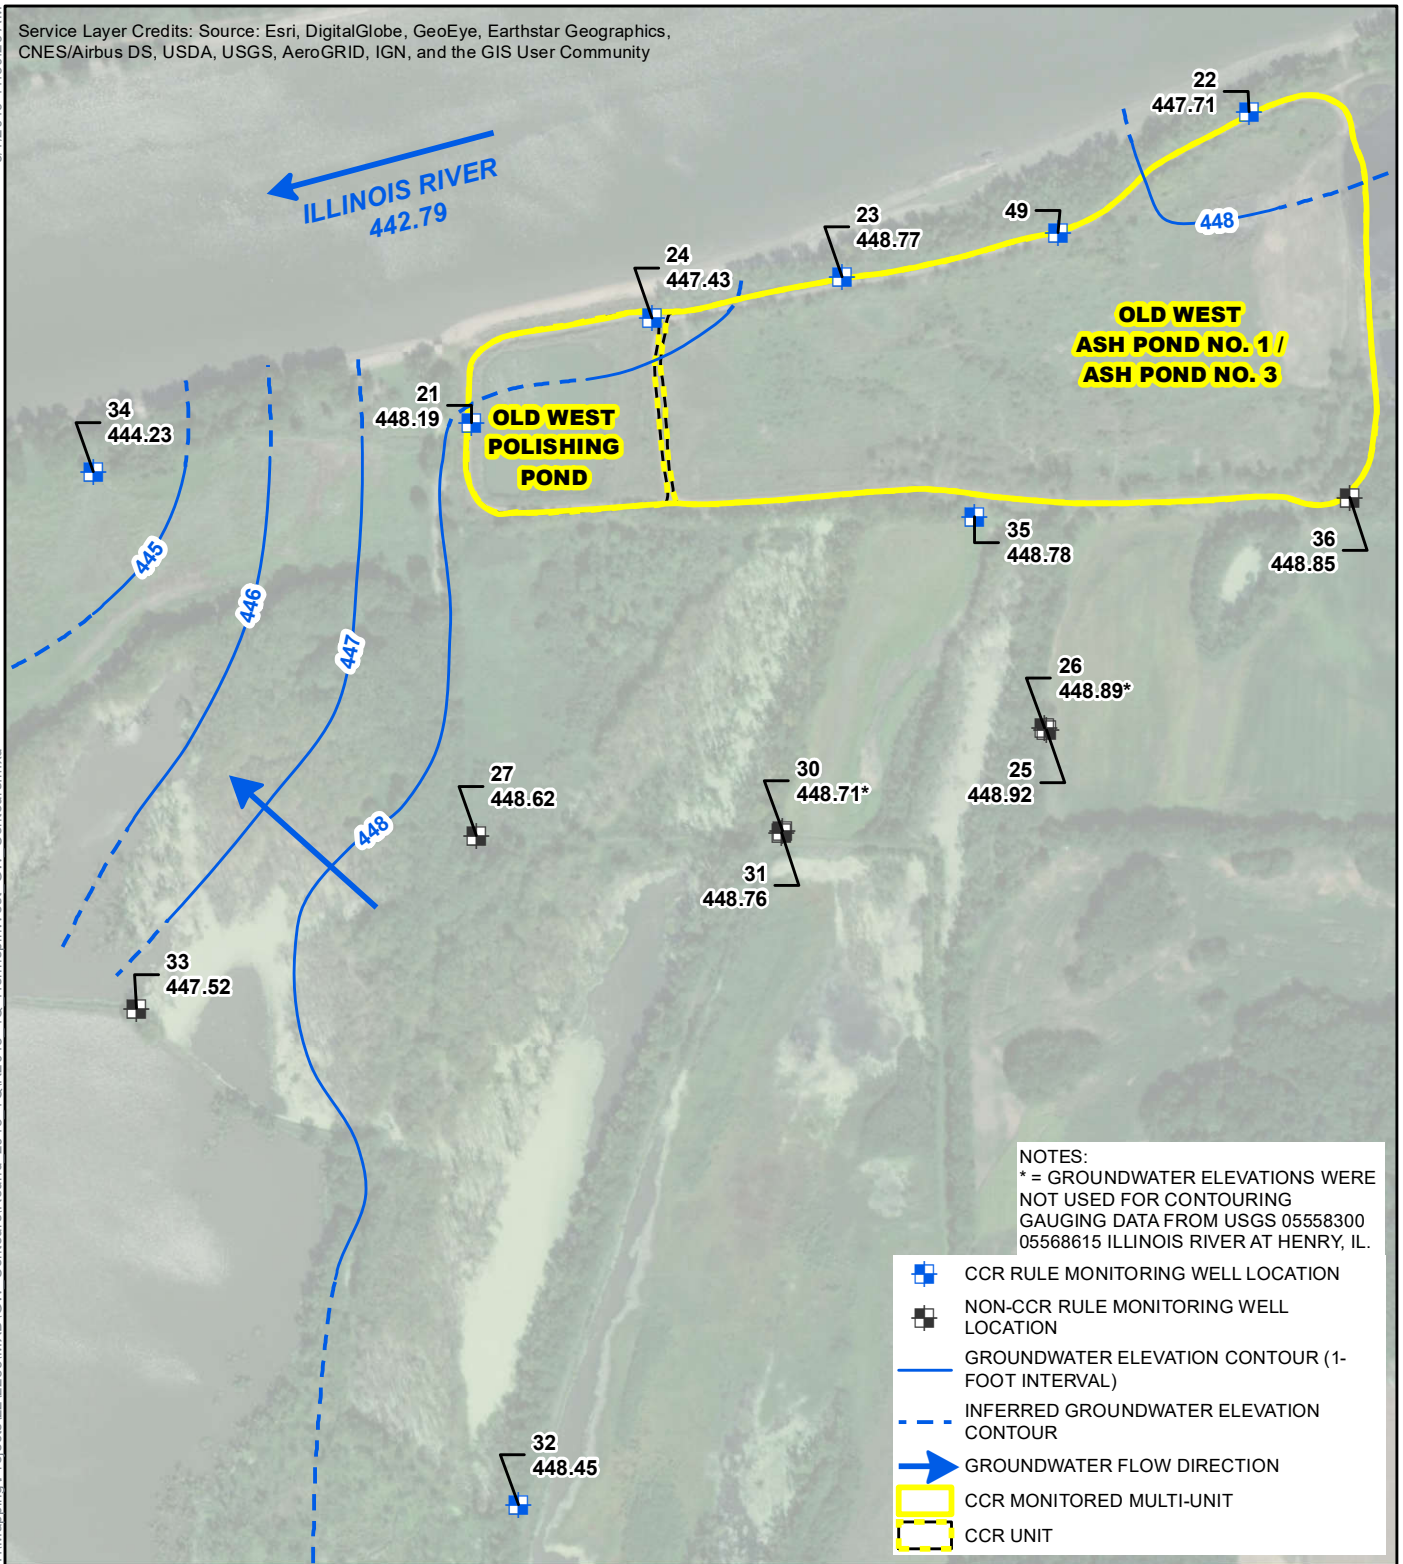 Service Layer Credits: Source: Esri, DigitalGlobe, GeoEye, Earthstar Geographics,
CNES/Airbus DS, USDA, USGS, AeroGRID, IGN, and the GIS User Community
22
447.71
ILLINOIS RIVER
442.79
23
448.77
49
448
24
447.43
OLD WEST
ASH POND NO. 1 /
ASH POND NO. 3
21
448.19
OLD WEST
POLISHING
POND
34
444.23
35
448.78
36
448.85
445
446
447
26
448.89*
25
448.92
27
448.62
30
448.71*
448
31
448.76
33
447.52
32
448.45
NOTES:
* = GROUNDWATER ELEVATIONS WERE
NOT USED FOR CONTOURING
GAUGING DATA FROM USGS 05558300
05568615 ILLINOIS RIVER AT HENRY, IL.
CCR RULE MONITORING WELL LOCATION
NON-CCR RULE MONITORING WELL
LOCATION
GROUNDWATER ELEVATION CONTOUR (1-
FOOT INTERVAL)
INFERRED GROUNDWATER ELEVATION
CONTOUR
GROUNDWATER FLOW DIRECTION
CCR MONITORED MULTI-UNIT
CCR UNIT